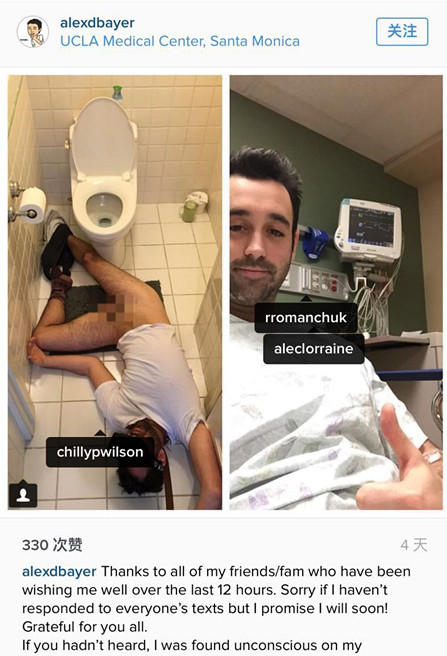 alexdbayer
UCLA Medical Center, Santa Monica
关注
chillypwilson
rromanchuk
aleclorraine
330 次赞
4 天
alexdbayer Thanks to all of my friends/fam who have been
wishing me well over the last 12 hours. Sorry if I haven't
responded to everyone's texts but I promise I will soon!
Grateful for you all.
If you hadn't heard, I was found unconscious on my